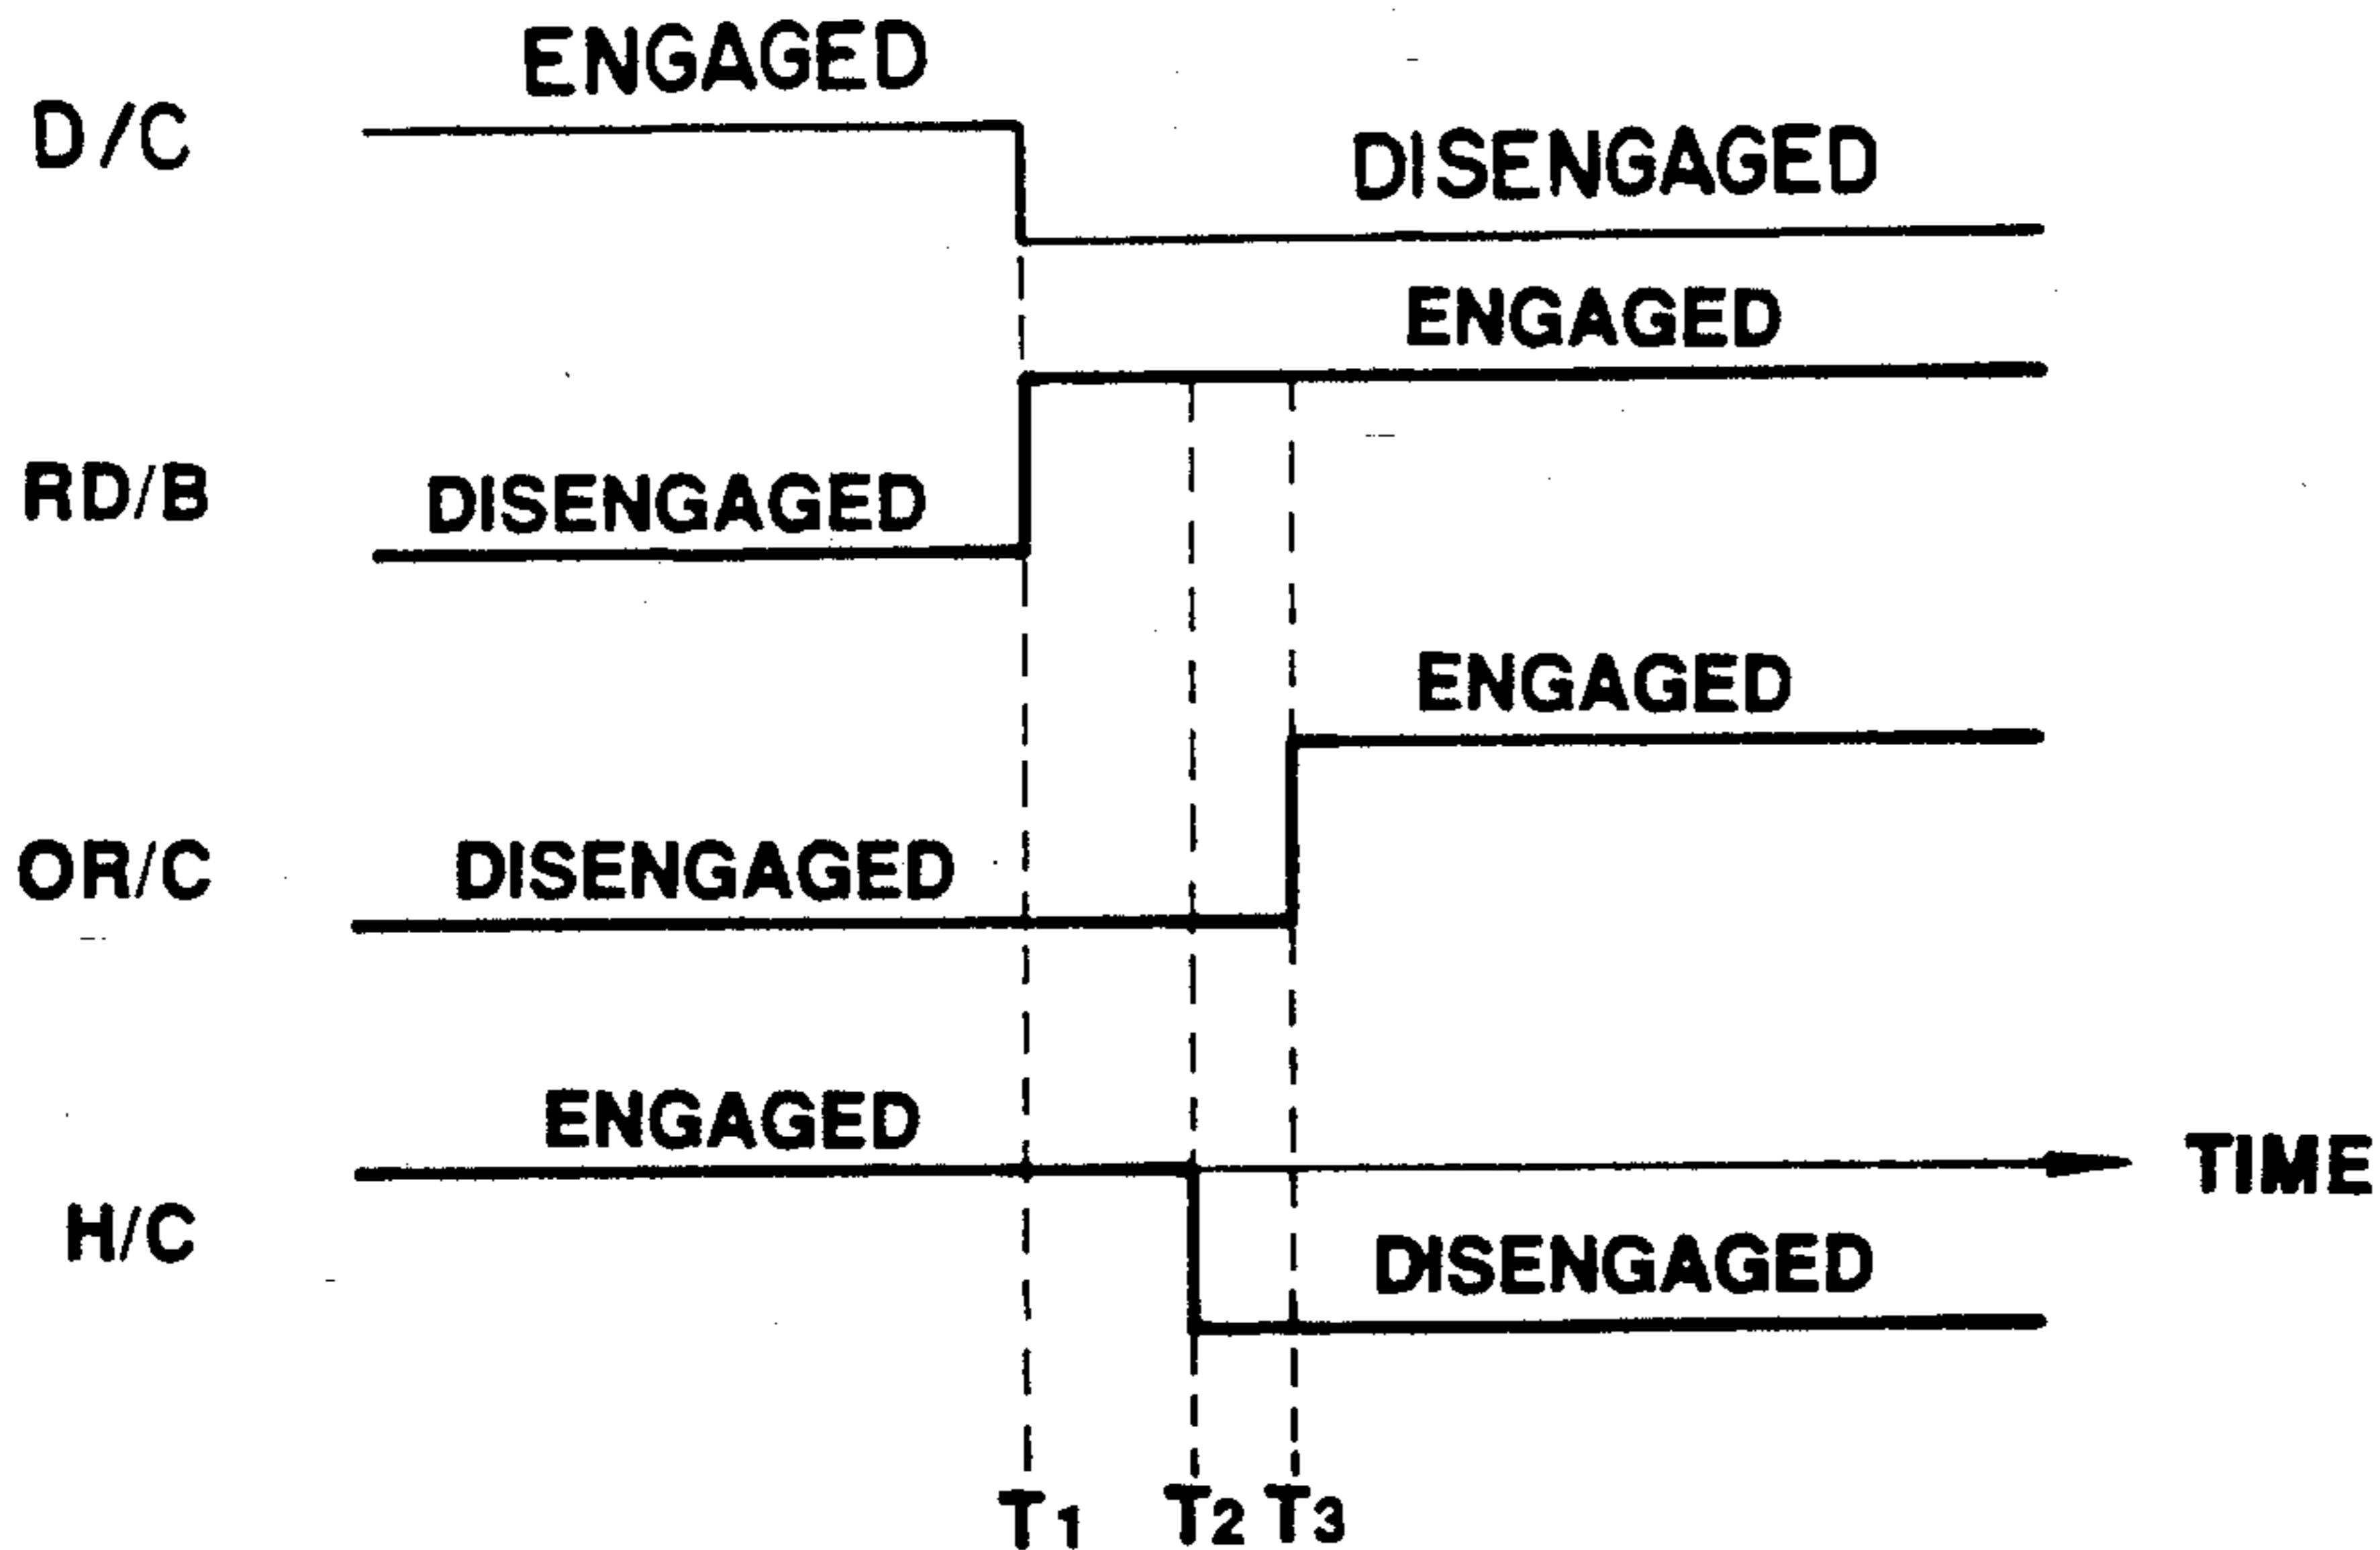 ENGAGED
D/C
DISENGAGED
ENGAGED
RD/B
DISENGAGED
ENGAGED
OR/C
DISENGAGED
ENGAGED
TIME
H/C
DISENGAGED
T1 T2 T3